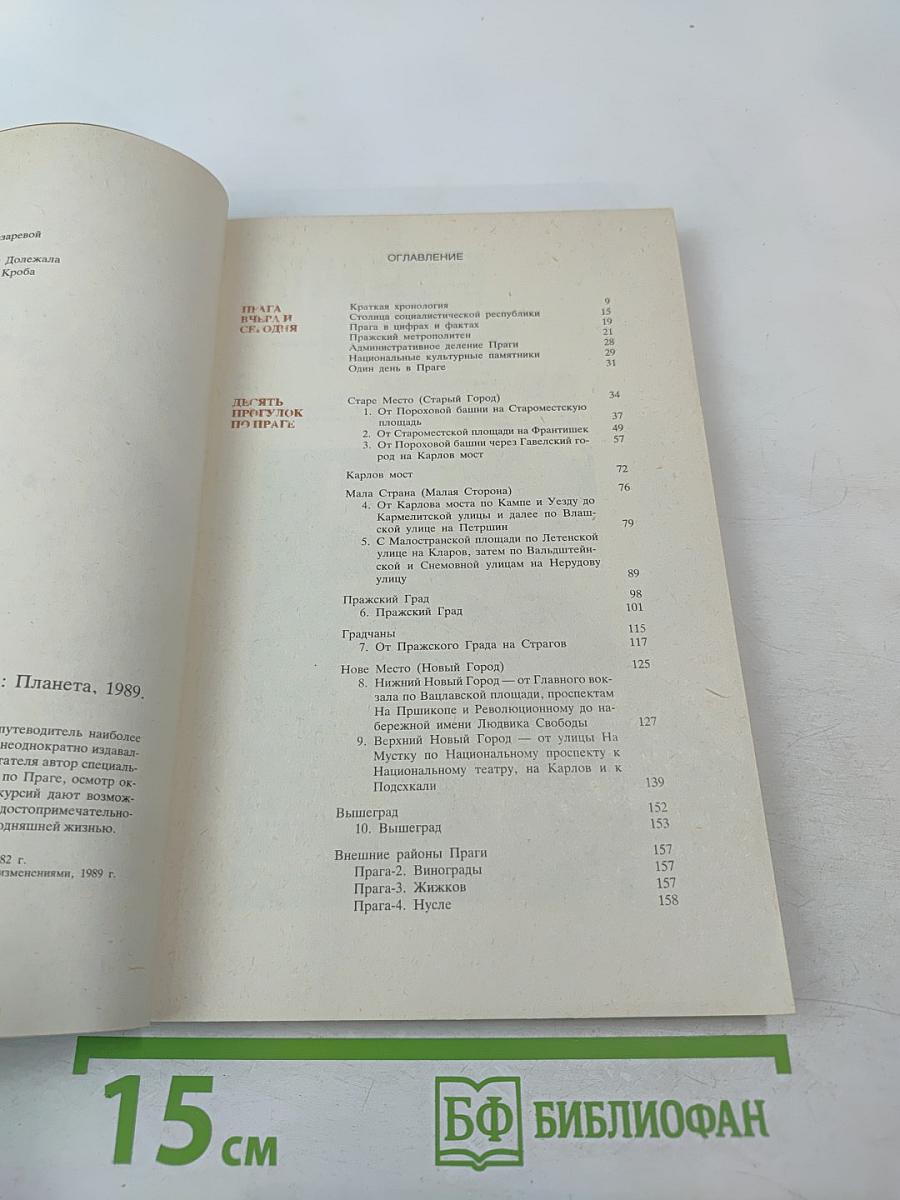 заревой
Долежала
Кроба
: Планета, 1989.
путеводитель наиболее
неоднократно издавал-
тателя автор специаль-
по Праге, осмотр ок-
курсий дают возмож-
достопримечательно-
одняшней жизнью.
82 г.
изменениями, 1989 г.
ОГЛАВЛЕНИЕ
ПРАГА
ВЧЕРА И
СЕГОДНЯ
Краткая хронология 9
Столица социалистической республики 15
Прага в цифрах и фактах 19
Пражский метрополитен 21
Административное деление Праги 28
Национальные культурные памятники 29
Один день в Праге 31
ДЕСЯТЬ
ПРОГУЛОК
ПО ПРАГЕ
Старе Место (Старый Город) 34
1. От Пороховой башни на Староместскую
площадь 37
2. От Староместской площади на Франтишек 49
3. От Пороховой башни через Гавелский го- 57
род на Карлов мост
Карлов мост 72
Мала Страна (Малая Сторона) 76
4. От Карлова моста по Кампе и Уезду до
Кармелитской улицы и далее по Влаш-
ской улице на Петршин 79
5. С Малостранской площади по Летенской
улице на Кларов, затем по Вальдштейн-
ской и Снемовной улицам на Нерудову
улицу 89
Пражский Град 98
6. Пражский Град 101
Градчаны 115
7. От Пражского Града на Страгов 117
Нове Место (Новый Город) 125
8. Нижний Новый Город — от Главного вок-
зала по Вацлавской площади, проспектам
На Пршикопе и Революционному до на-
бережной имени Людвика Свободы 127
9. Верхний Новый Город — от улицы На
Мустку по Национальному проспекту к
Национальному театру, на Карлов и к
Подсхкали 139
Вышеград 152
10. Вышеград 153
Внешние районы Праги 157
Прага-2. Винограды 157
Прага-3. Жижков 157
Прага-4. Нусле 158
15 см
БФ БИБЛИОФАН